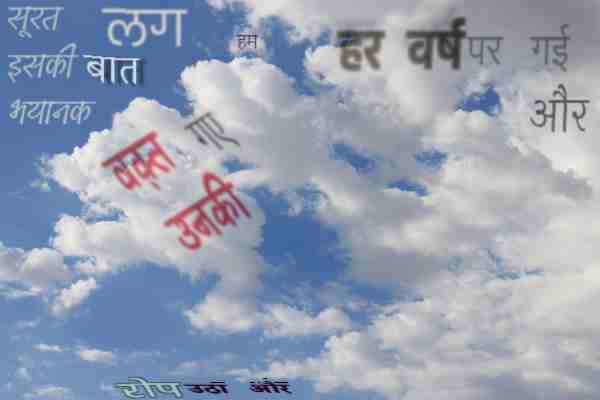 सूरत
इसकी
भयानक
लग
बात
हम
हर वर्ष
पर गई
और
वक़्त गए
उनकी
रोप उठा और